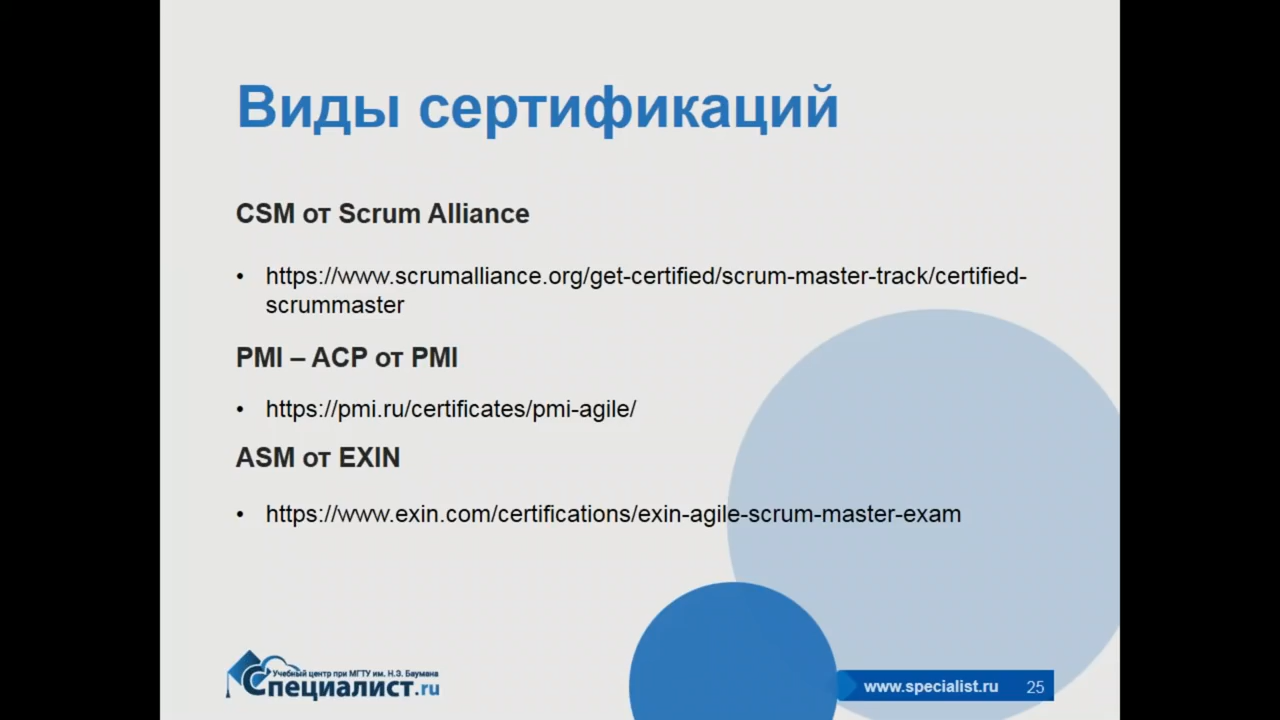 Виды сертификаций
CSM от Scrum Alliance
• https://www.scrumalliance.org/get-certified/scrum-master-track/certified-
scrummaster
PMI – ACP от PMI
• https://pmi.ru/certificates/pmi-agile/
ASM от EXIN
• https://www.exin.com/certifications/exin-agile-scrum-master-exam
Учебный центр при МГТУ им. Н.Э. Баумана
Специалист.ru
www.specialist.ru 25